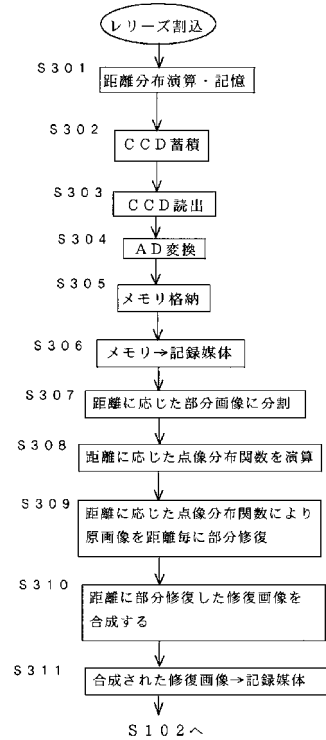 レリーズ割込
S301
距離分布演算・記憶
S302
CCD蓄積
S303
CCD読出
S304
AD変換
S305
メモリ格納
S306
メモリ→記録媒体
S307
距離に応じた部分画像に分割
S308
距離に応じた点像分布関数を演算
S309
距離に応じた点像分布関数により
原画像を距離毎に部分修復
S310
距離に部分修復した修復画像を
合成する
S311
合成された修復画像→記録媒体
S102へ